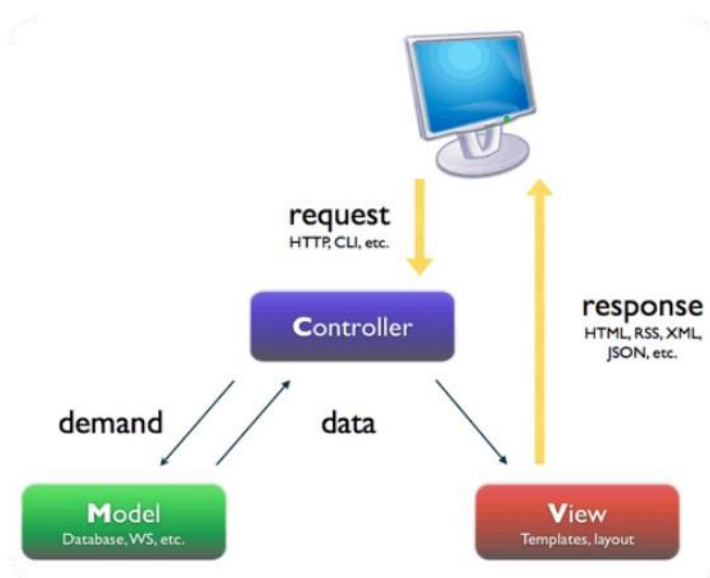 request
HTTP, CLI, etc.
Controller
response
HTML, RSS, XML,
JSON, etc.
demand
data
Model
Database, WS, etc.
View
Templates, layout